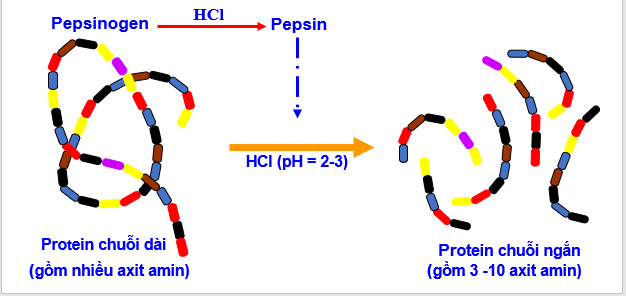 HCl
Pepsinogen Pepsin
HCl (pH = 2-3)
Protein chuỗi dài
(gồm nhiều axit amin)
Protein chuỗi ngắn
(gồm 3 -10 axit amin)